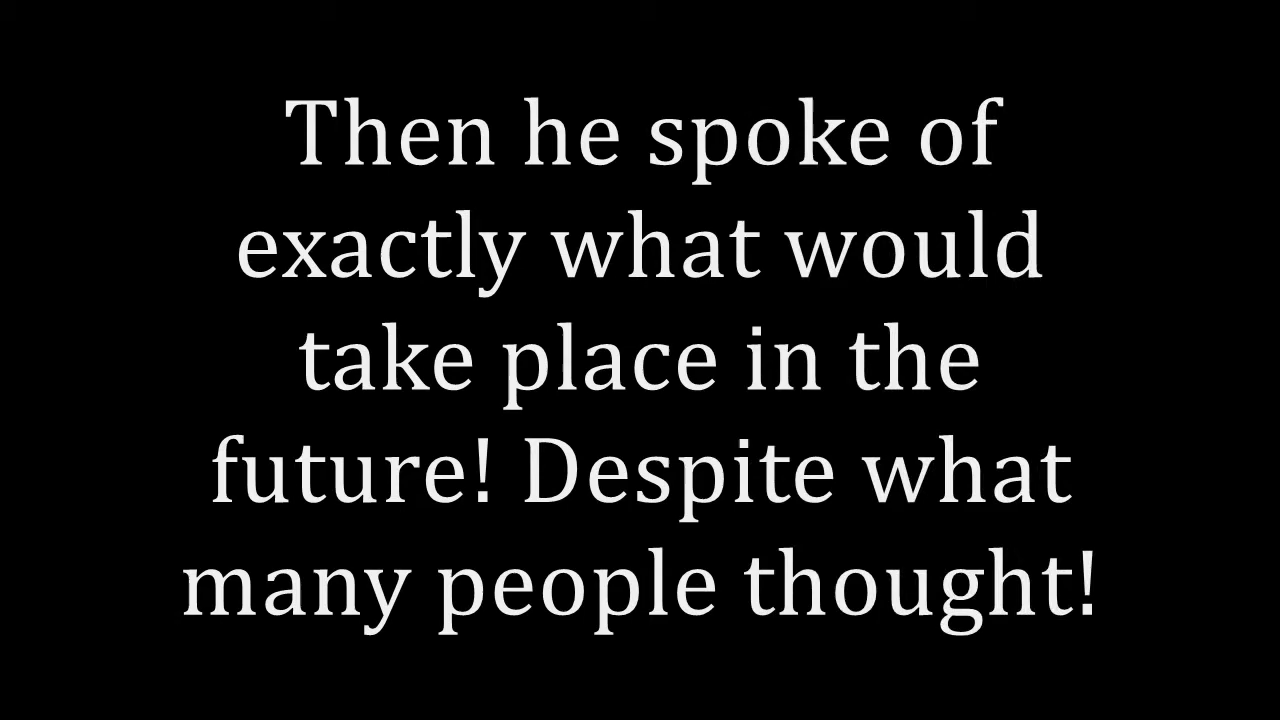 Then he spoke of
exactly what would
take place in the
future! Despite what
many people thought!